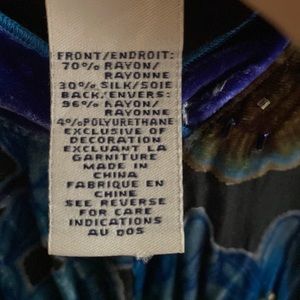 FRONT/ENDROIT:
70% RAYON/
RAYONNE
30% SILK/SOIE
BACK/ENVERS:
96% RAYON/
RAYONNE
4% POLYURETHANE
EXCLUSIVE OF
DECORATION
EXCLUANT LA
GARNITURE
MADE IN
CHINA
FABRIQUE EN
CHINE
SEE REVERSE
FOR CARE
INDICATIONS
AU DOS